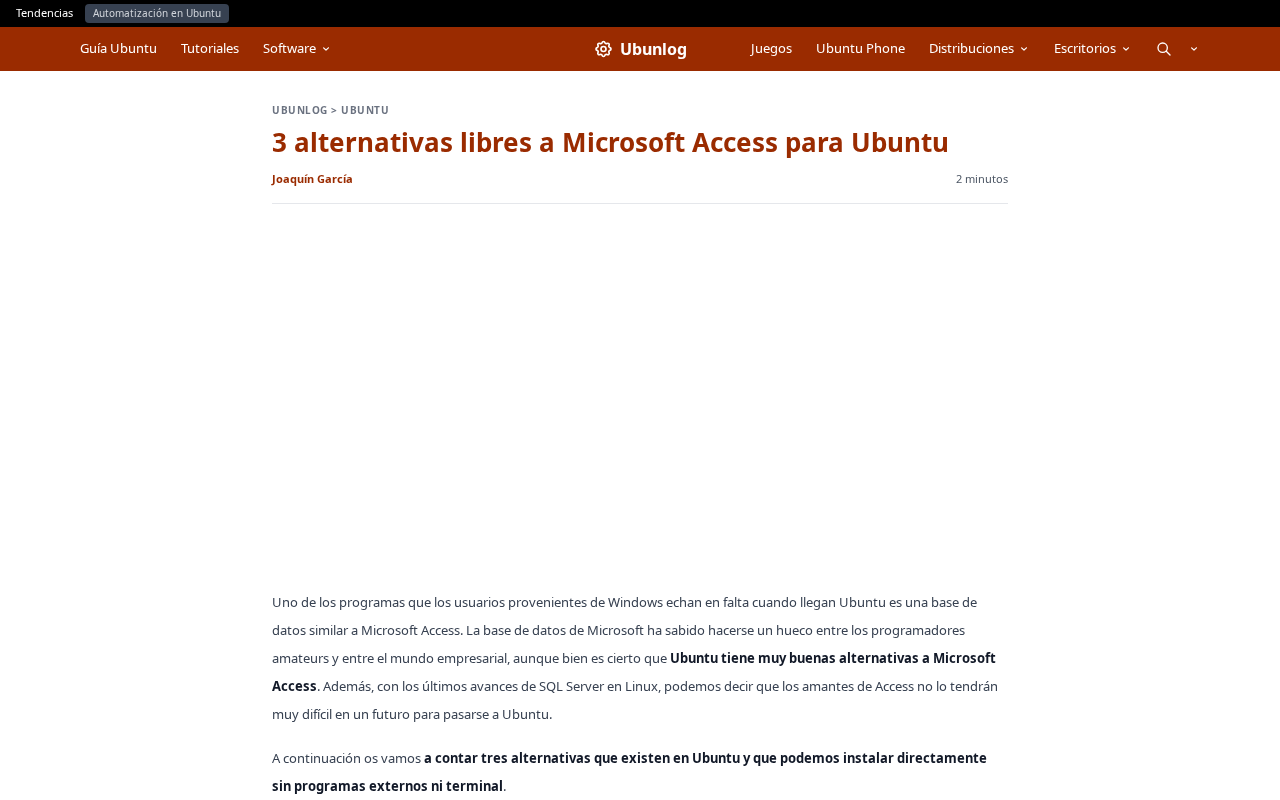 Tendencias Automatización en Ubuntu
Guía Ubuntu Tutoriales Software Ubunlog Juegos Ubuntu Phone Distribuciones Escritorios
UBUNLOG > UBUNTU
3 alternativas libres a Microsoft Access para Ubuntu
Joaquín García 2 minutos
Uno de los programas que los usuarios provenientes de Windows echan en falta cuando llegan Ubuntu es una base de
datos similar a Microsoft Access. La base de datos de Microsoft ha sabido hacerse un hueco entre los programadores
amateurs y entre el mundo empresarial, aunque bien es cierto que Ubuntu tiene muy buenas alternativas a Microsoft
Access. Además, con los últimos avances de SQL Server en Linux, podemos decir que los amantes de Access no lo tendrán
muy difícil en un futuro para pasarse a Ubuntu.
A continuación os vamos a contar tres alternativas que existen en Ubuntu y que podemos instalar directamente
sin programas externos ni terminal.